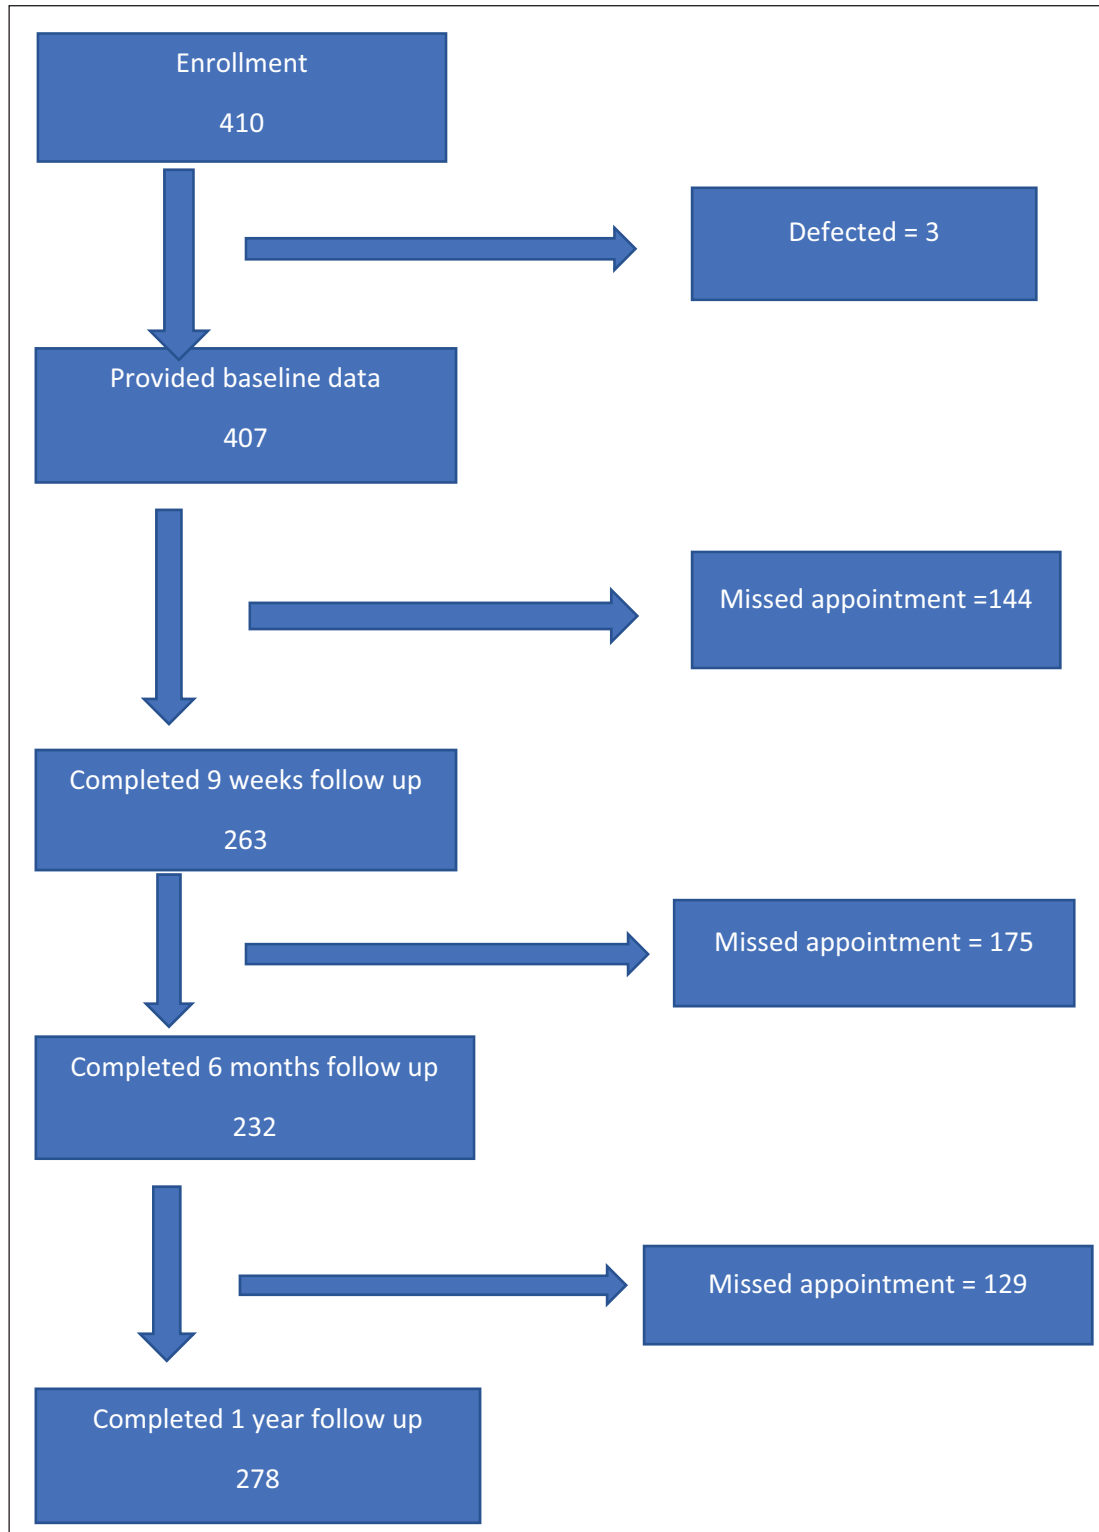 Enrollment
410
Defected = 3
Provided baseline data
407
Missed appointment =144
Completed 9 weeks follow up
263
Missed appointment = 175
Completed 6 months follow up
232
Missed appointment = 129
Completed 1 year follow up
278